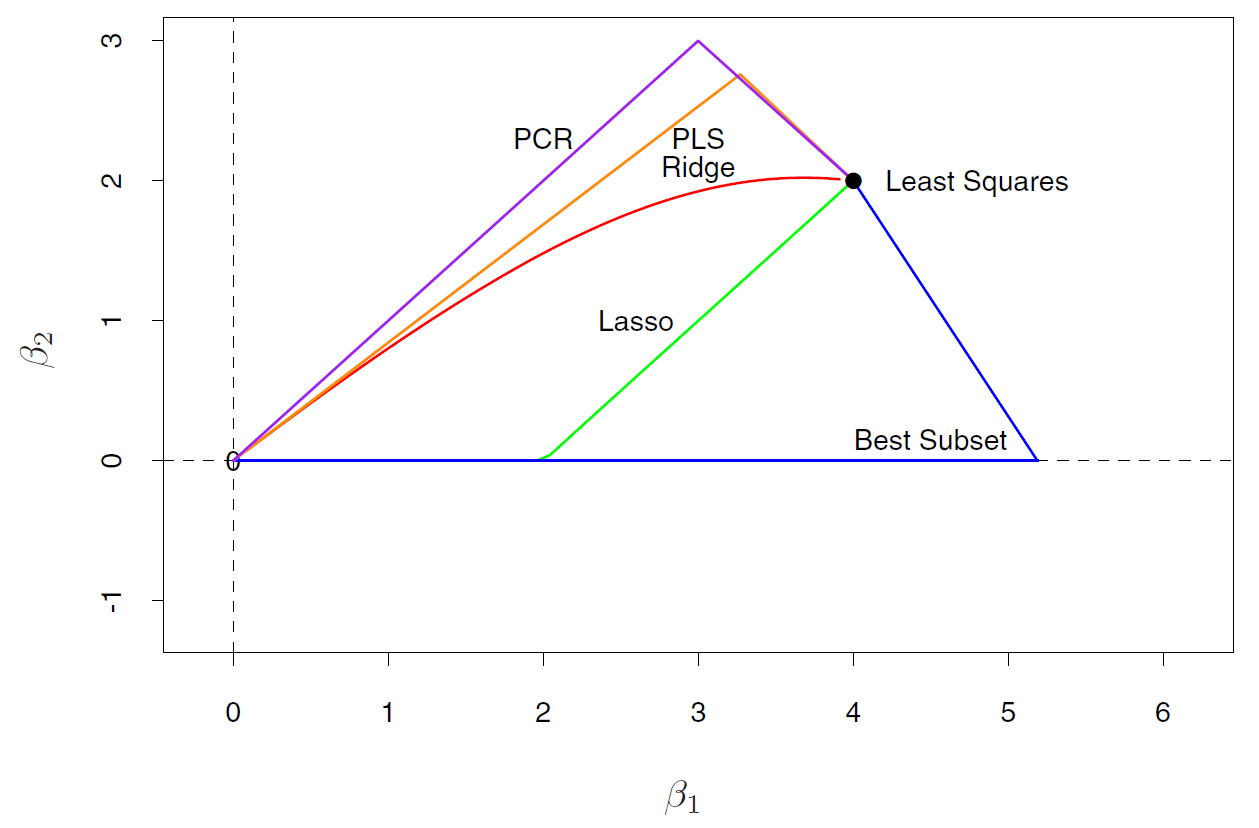 3
PCR
PLS
Ridge
2
Least Squares
Lasso
1
β₂
Best Subset
0
0
-1
0 1 2 3 4 5 6
β₁